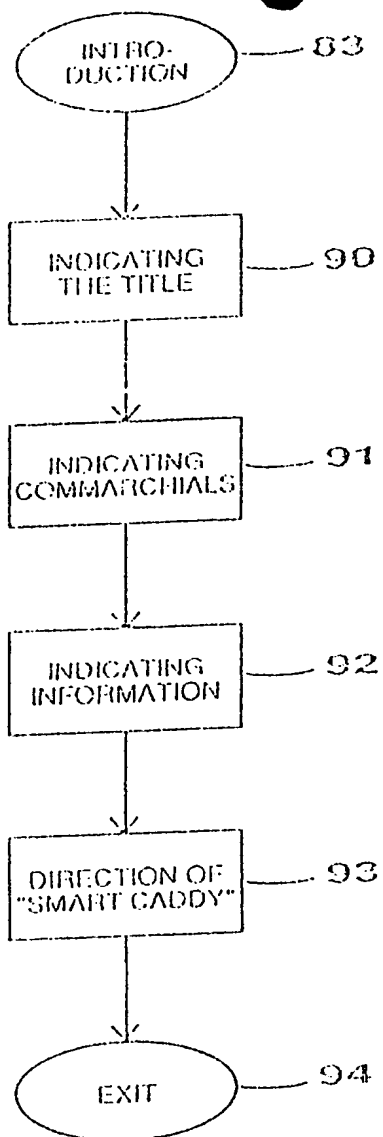 INTRO-
DUCTION
83
INDICATING
THE TITLE
90
INDICATING
COMMARCHIALS
91
INDICATING
INFORMATION
92
DIRECTION OF
"SMART CADDY"
93
EXIT
94